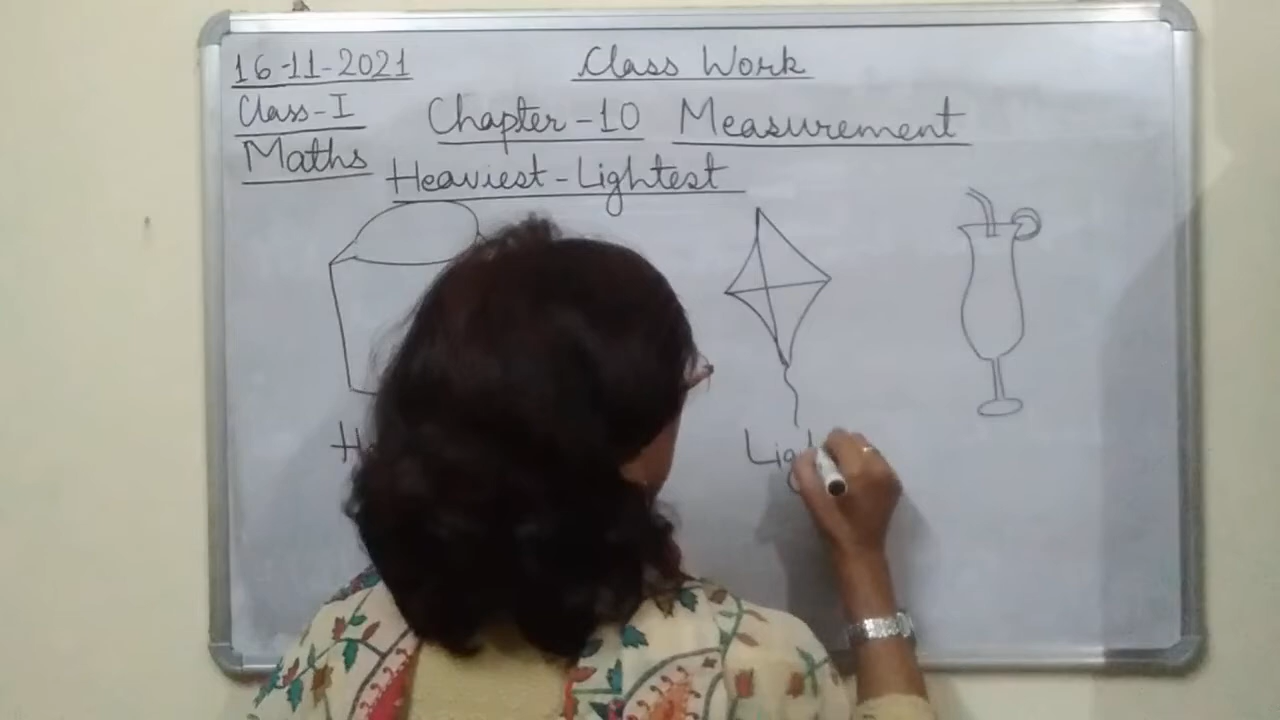 16-11-2021
Class Work
Class-I
Chapter-10 Measurement
Maths
Heaviest-Lightest